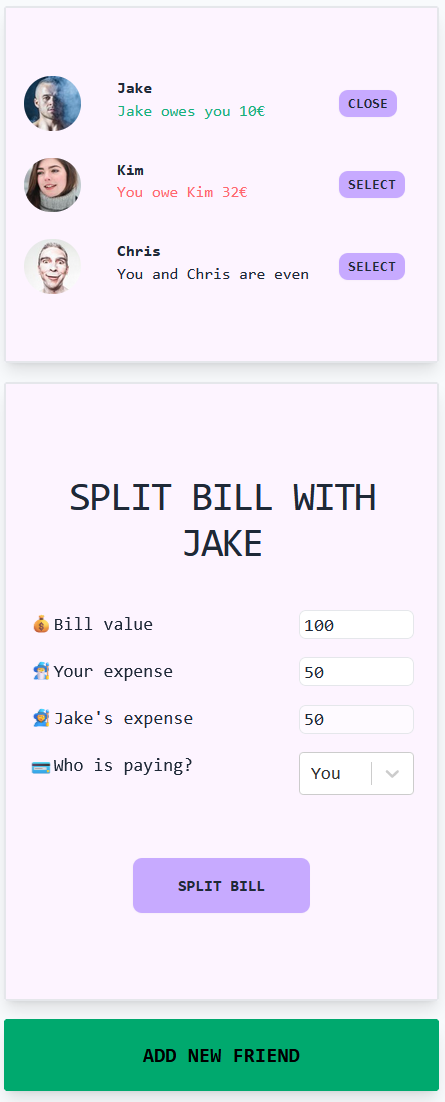 Jake
Jake owes you 10€
CLOSE
Kim
You owe Kim 32€
SELECT
Chris
You and Chris are even
SELECT
SPLIT BILL WITH
JAKE
Bill value
100
Your expense
50
Jake's expense
50
Who is paying?
You
SPLIT BILL
ADD NEW FRIEND